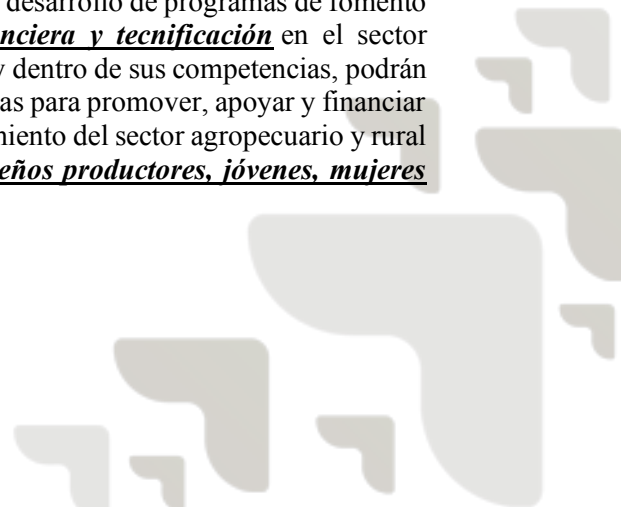 desarrollo de programas de fomento
nciera y tecnificación en el sector
y dentro de sus competencias, podrán
as para promover, apoyar y financiar
miento del sector agropecuario y rural
eños productores, jóvenes, mujeres